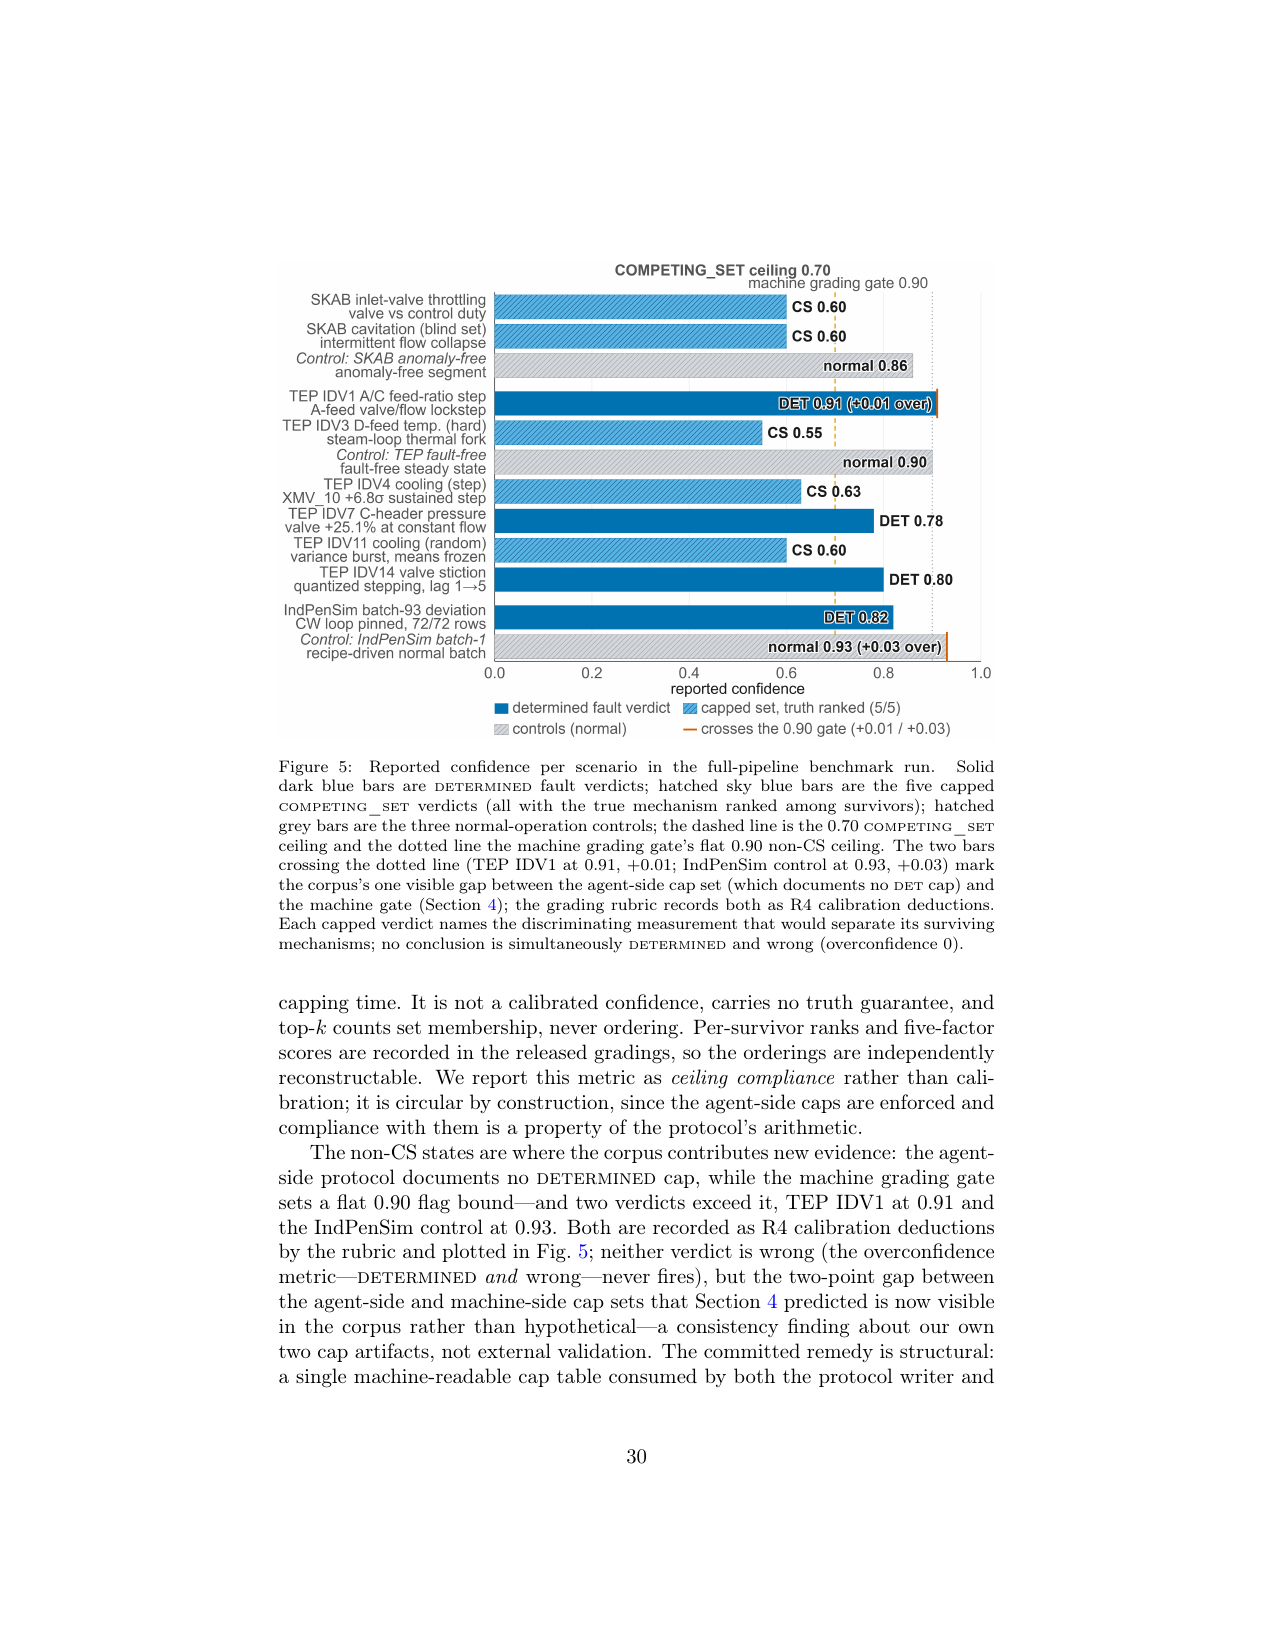 COMPETING_SET ceiling 0.70
machine grading gate 0.90
SKAB inlet-valve throttling
valve vs control duty
CS 0.60
SKAB cavitation (blind set)
intermittent flow collapse
CS 0.60
Control: SKAB anomaly-free
anomaly-free segment
normal 0.86
TEP IDV1 A/C feed-ratio step
A-feed valve/flow lockstep
DET 0.91 (+0.01 over)
TEP IDV3 D-feed temp. (hard)
steam-loop thermal fork
CS 0.55
Control: TEP fault-free
fault-free steady state
normal 0.90
TEP IDV4 cooling (step)
XMV_10 +6.8σ sustained step
CS 0.63
TEP IDV7 C-header pressure
valve +25.1% at constant flow
DET 0.78
TEP IDV11 cooling (random)
variance burst, means frozen
CS 0.60
TEP IDV14 valve stiction
quantized stepping, lag 1→5
DET 0.80
IndPenSim batch-93 deviation
CW loop pinned, 72/72 rows
DET 0.82
Control: IndPenSim batch-1
recipe-driven normal batch
normal 0.93 (+0.03 over)
0.0 0.2 0.4 0.6 0.8 1.0
reported confidence
determined fault verdict capped set, truth ranked (5/5)
controls (normal) crosses the 0.90 gate (+0.01 / +0.03)
Figure 5: Reported confidence per scenario in the full-pipeline benchmark run. Solid
dark blue bars are DETERMINED fault verdicts; hatched sky blue bars are the five capped
COMPETING_SET verdicts (all with the true mechanism ranked among survivors); hatched
grey bars are the three normal-operation controls; the dashed line is the 0.70 COMPETING_SET
ceiling and the dotted line the machine grading gate's flat 0.90 non-CS ceiling. The two bars
crossing the dotted line (TEP IDV1 at 0.91, +0.01; IndPenSim control at 0.93, +0.03) mark
the corpus's one visible gap between the agent-side cap set (which documents no DET cap) and
the machine gate (Section 4); the grading rubric records both as R4 calibration deductions.
Each capped verdict names the discriminating measurement that would separate its surviving
mechanisms; no conclusion is simultaneously DETERMINED and wrong (overconfidence 0).
capping time. It is not a calibrated confidence, carries no truth guarantee, and
top-k counts set membership, never ordering. Per-survivor ranks and five-factor
scores are recorded in the released gradings, so the orderings are independently
reconstructable. We report this metric as ceiling compliance rather than cali-
bration; it is circular by construction, since the agent-side caps are enforced and
compliance with them is a property of the protocol's arithmetic.
The non-CS states are where the corpus contributes new evidence: the agent-
side protocol documents no DETERMINED cap, while the machine grading gate
sets a flat 0.90 flag bound—and two verdicts exceed it, TEP IDV1 at 0.91 and
the IndPenSim control at 0.93. Both are recorded as R4 calibration deductions
by the rubric and plotted in Fig. 5; neither verdict is wrong (the overconfidence
metric—DETERMINED and wrong—never fires), but the two-point gap between
the agent-side and machine-side cap sets that Section 4 predicted is now visible
in the corpus rather than hypothetical—a consistency finding about our own
two cap artifacts, not external validation. The committed remedy is structural:
a single machine-readable cap table consumed by both the protocol writer and
30